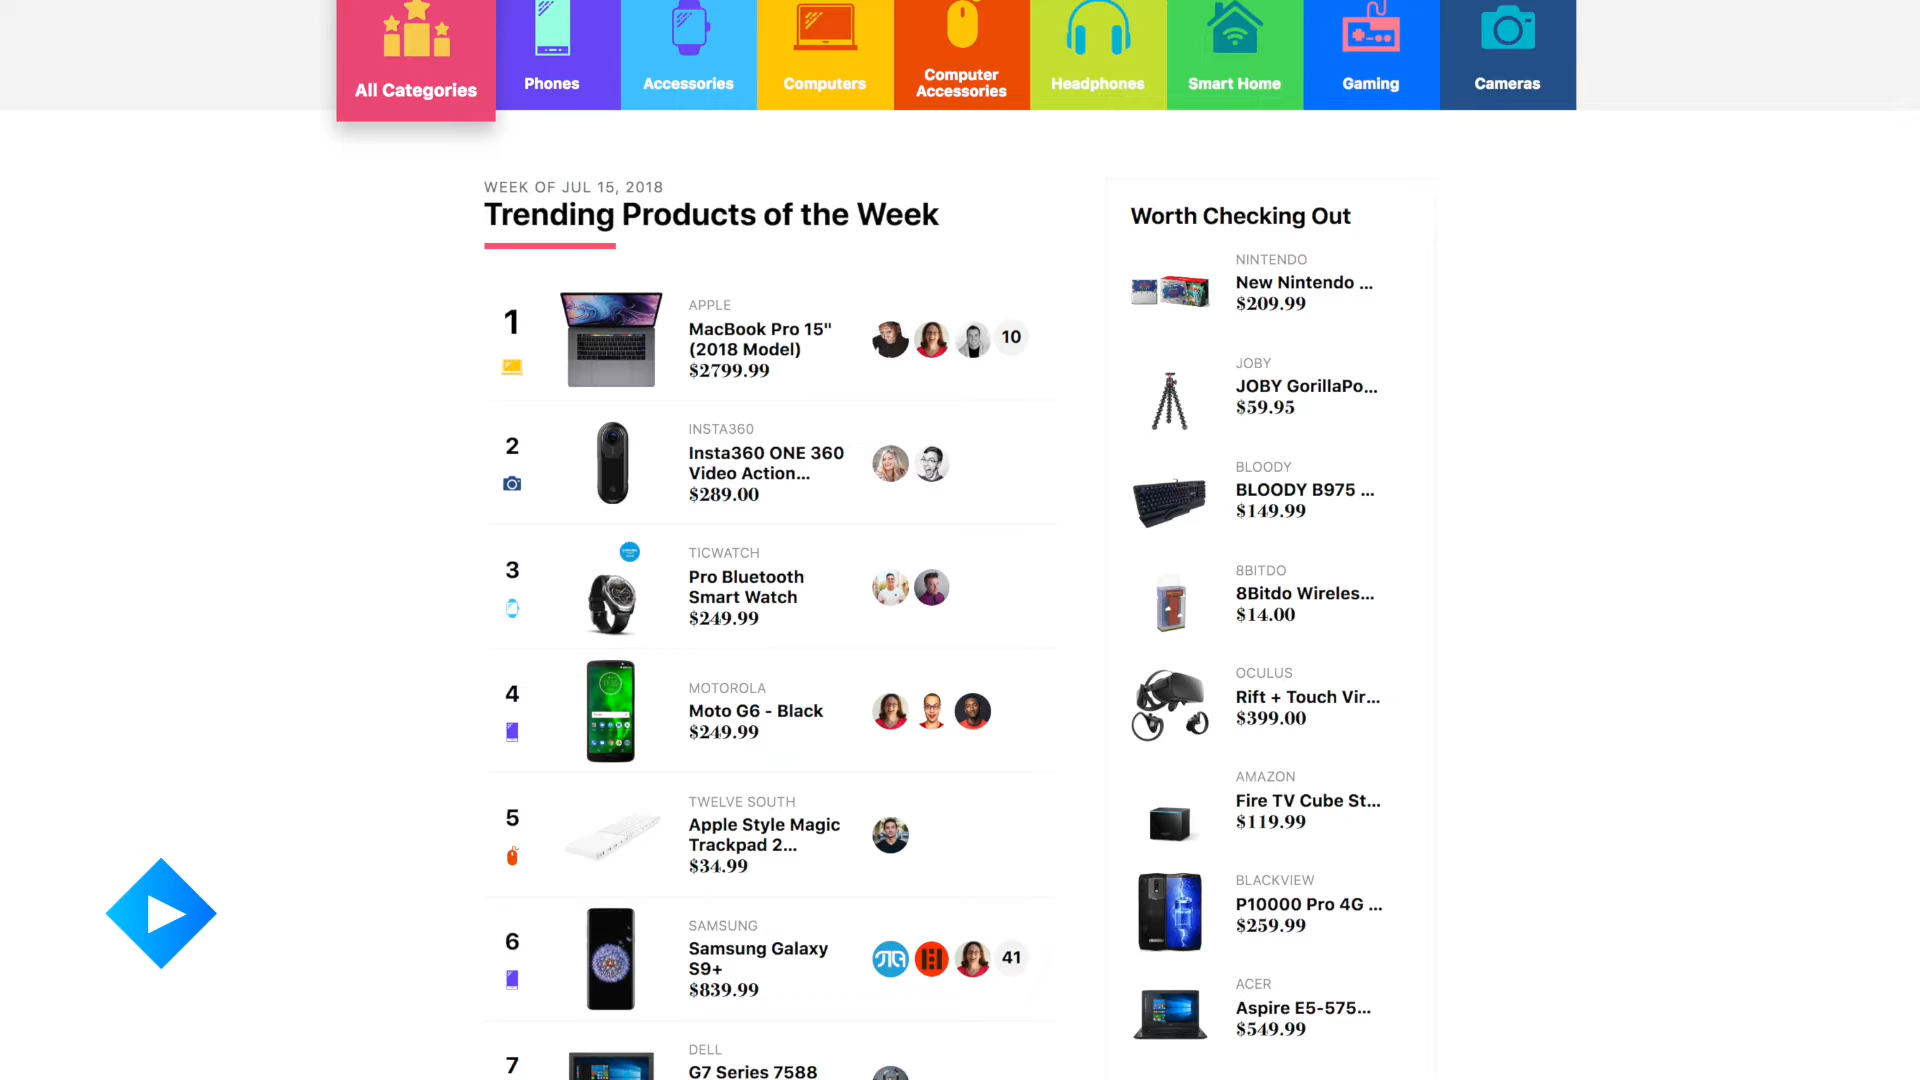 All Categories
Phones
Accessories
Computers
Computer
Accessories
Headphones
Smart Home
Gaming
Cameras
WEEK OF JUL 15, 2018
Trending Products of the Week
1
APPLE
MacBook Pro 15"
(2018 Model)
$2799.99
10
2
INSTA360
Insta360 ONE 360
Video Action...
$289.00
3
TICWATCH
Pro Bluetooth
Smart Watch
$249.99
4
MOTOROLA
Moto G6 - Black
$249.99
5
TWELVE SOUTH
Apple Style Magic
Trackpad 2...
$34.99
6
SAMSUNG
Samsung Galaxy
S9+
$839.99
41
7
DELL
G7 Series 7588
Worth Checking Out
NINTENDO
New Nintendo ...
$209.99
JOBY
JOBY GorillaPo...
$59.95
BLOODY
BLOODY B975 ...
$149.99
8BITDO
8Bitdo Wireles...
$14.00
OCULUS
Rift + Touch Vir...
$399.00
AMAZON
Fire TV Cube St...
$119.99
BLACKVIEW
P10000 Pro 4G ...
$259.99
ACER
Aspire E5-575...
$549.99